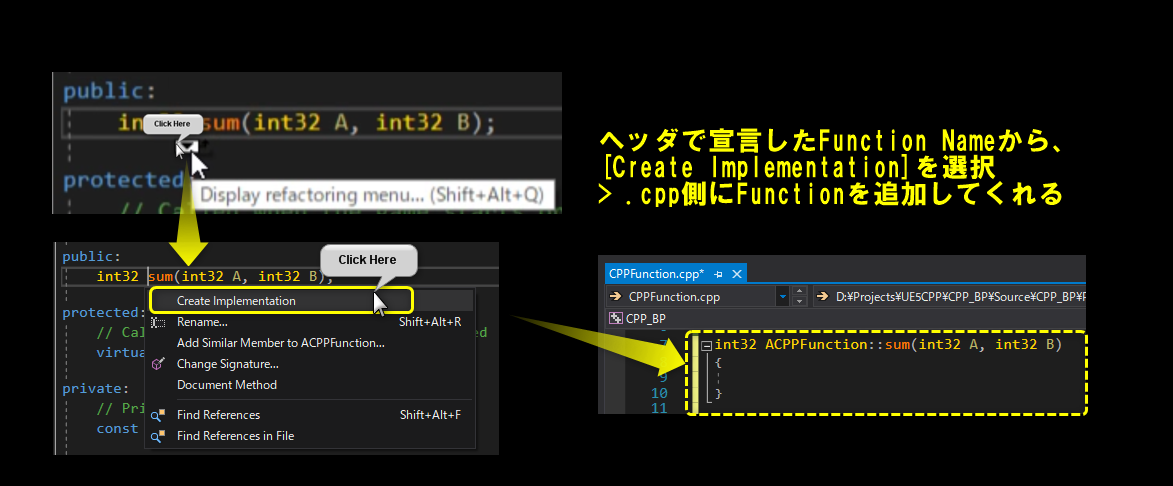 public:
in
Click Here
sum(int32 A, int32 B);
protected
Display refactoring menu... (Shift+Alt+Q)
ヘッダで宣言したFunction Nameから、
[Create Implementation]を選択
> .cpp側にFunctionを追加してくれる
public:
int32 sum(int32 A, int32 B);
Click Here
Create Implementation
protected:
Rename... Shift+Alt+R
// Cal
ed
Add Similar Member to ACPPFunction...
virtua
Change Signature...
Document Method
private:
// Pri
Find References Shift+Alt+F
const
Find References in File
CPPFunction.cpp*
CPPFunction.cpp
D:¥Projects¥UE5CPP¥CPP_BP¥Source¥CPP_BP¥P
CPP_BP
7 int32 ACPPFunction::sum(int32 A, int32 B)
{
9
10 }
11